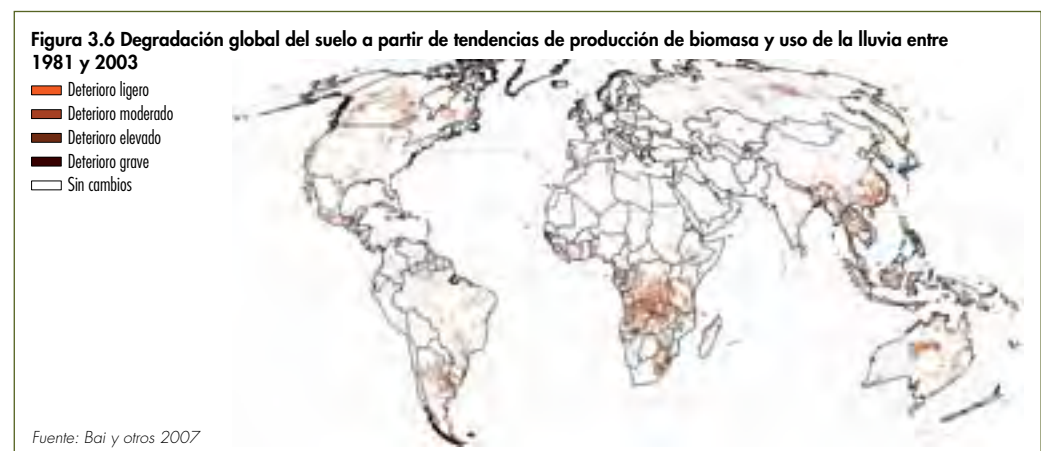 Figura 3.6 Degradación global del suelo a partir de tendencias de producción de biomasa y uso de la lluvia entre
1981 y 2003
Deterioro ligero
Deterioro moderado
Deterioro elevado
Deterioro grave
Sin cambios
Fuente: Bai y otros 2007